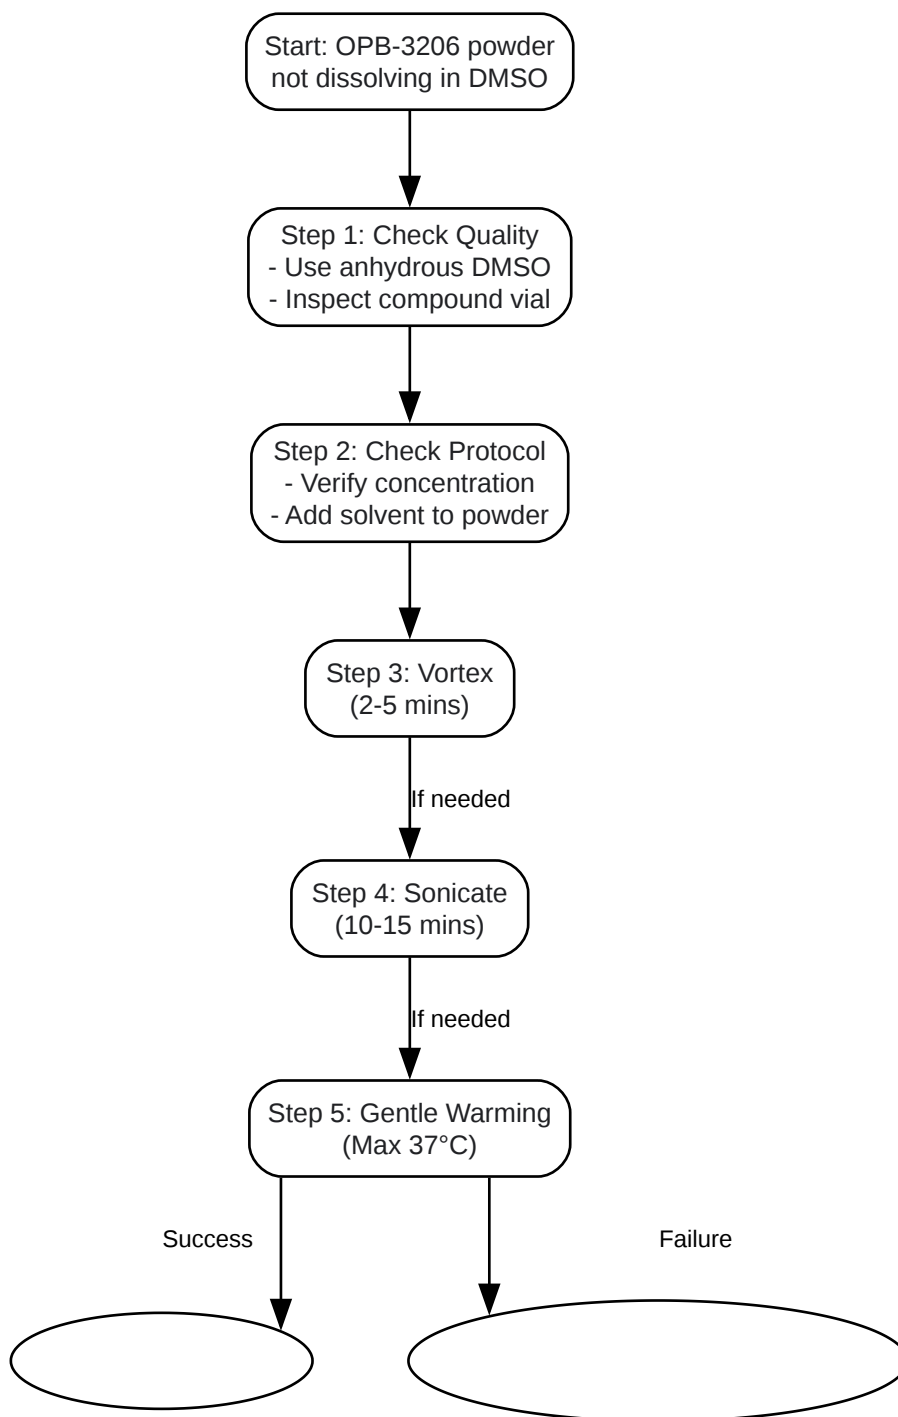 Start: OPB-3206 powder
not dissolving in DMSO
Step 1: Check Quality
- Use anhydrous DMSO
- Inspect compound vial
Step 2: Check Protocol
- Verify concentration
- Add solvent to powder
Step 3: Vortex
(2-5 mins)
If needed
Step 4: Sonicate
(10-15 mins)
If needed
Step 5: Gentle Warming
(Max 37°C)
Success
Failure